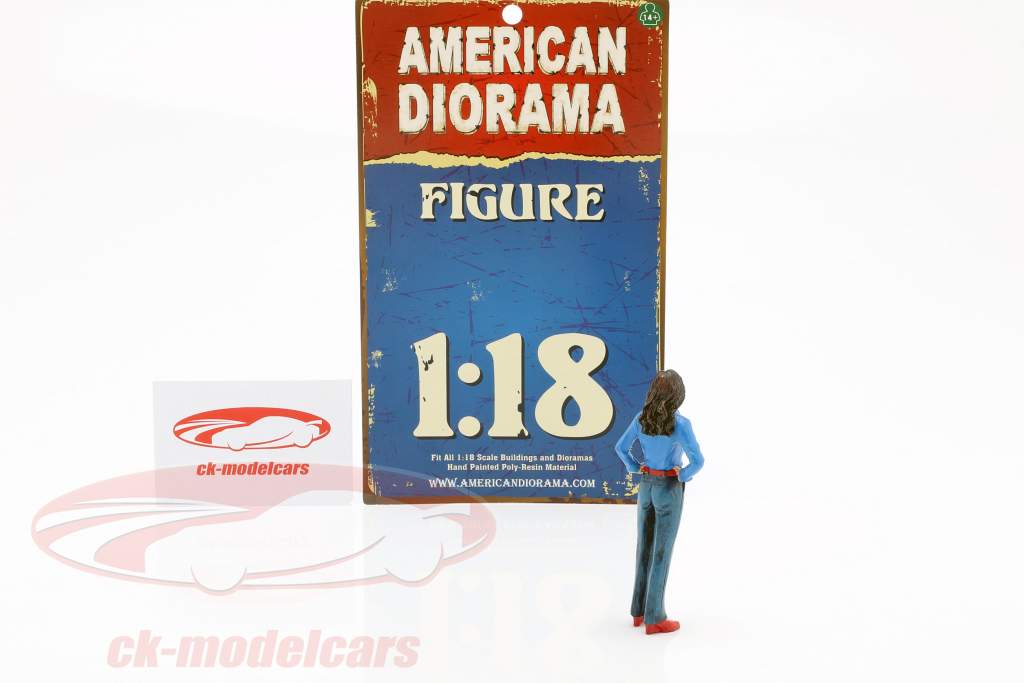 14+
AMERICAN
DIORAMA
FIGURE
1:18
Fit All 1:18 Scale Buildings and Dioramas
Hand Painted Poly-Resin Material
WWW.AMERICANDIORAMA.COM
ck-modelcars
ck-modelcars